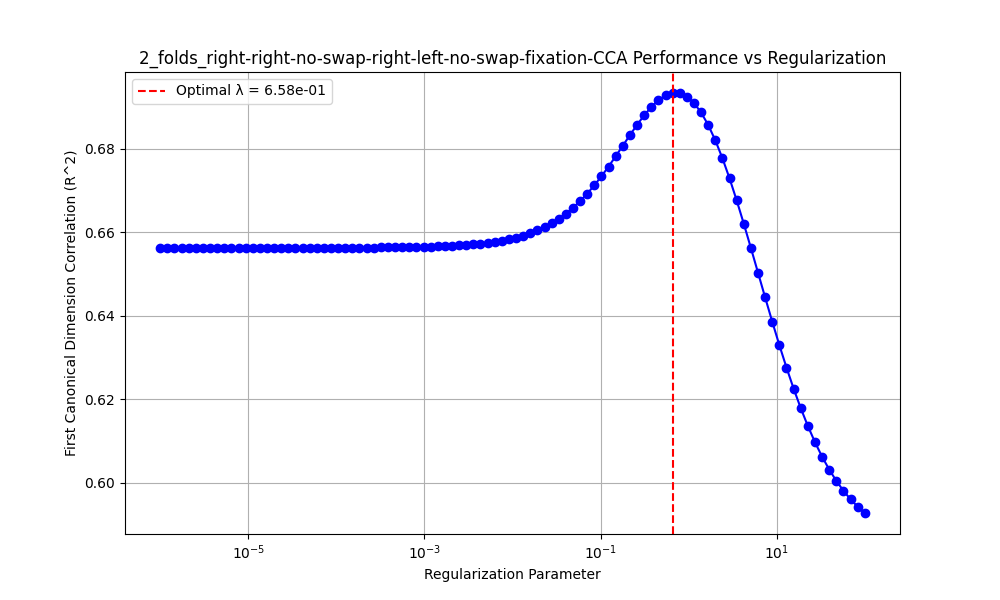 2_folds_right-right-no-swap-right-left-no-swap-fixation-CCA Performance vs Regularization
Optimal λ = 6.58e-01
First Canonical Dimension Correlation (R^2)
0.68
0.66
0.64
0.62
0.60
10⁻⁵ 10⁻³ 10⁻¹ 10¹
Regularization Parameter